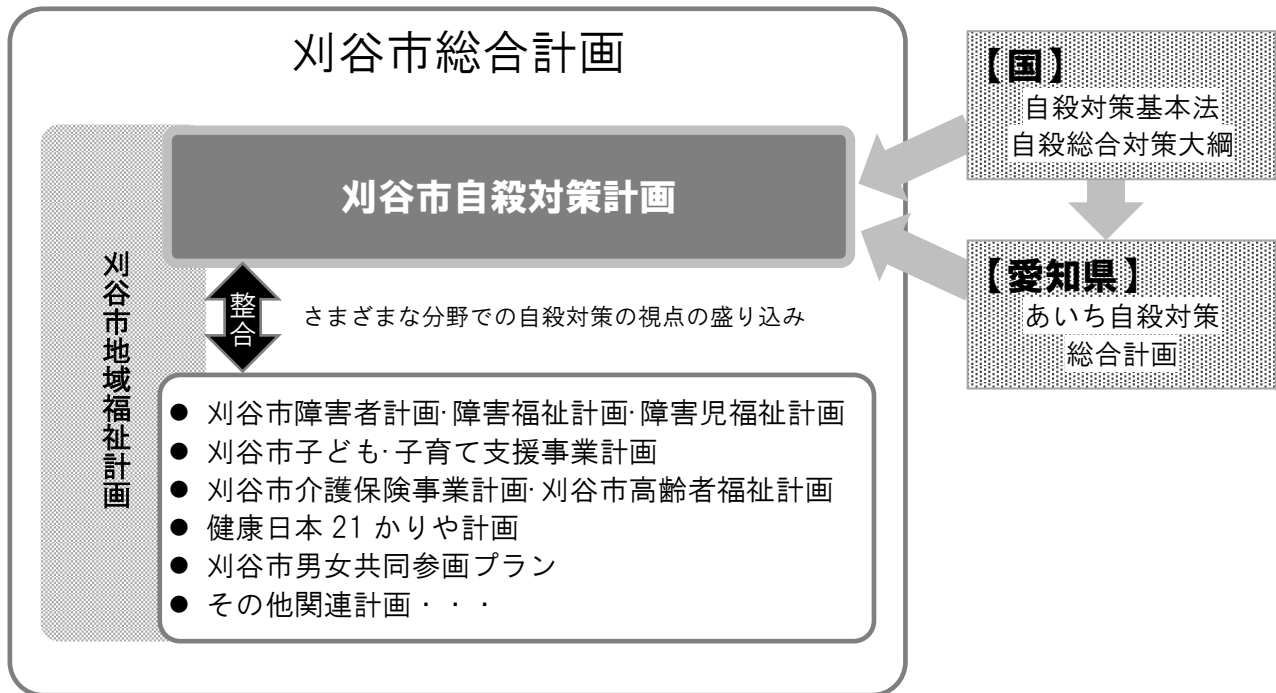 刈谷市総合計画
刈谷市地域福祉計画
刈谷市自殺対策計画
整合
さまざまな分野での自殺対策の視点の盛り込み
● 刈谷市障害者計画･障害福祉計画･障害児福祉計画
● 刈谷市子ども･子育て支援事業計画
● 刈谷市介護保険事業計画･刈谷市高齢者福祉計画
● 健康日本 21 かりや計画
● 刈谷市男女共同参画プラン
● その他関連計画・・・
【国】
自殺対策基本法
自殺総合対策大綱
【愛知県】
あいち自殺対策
総合計画